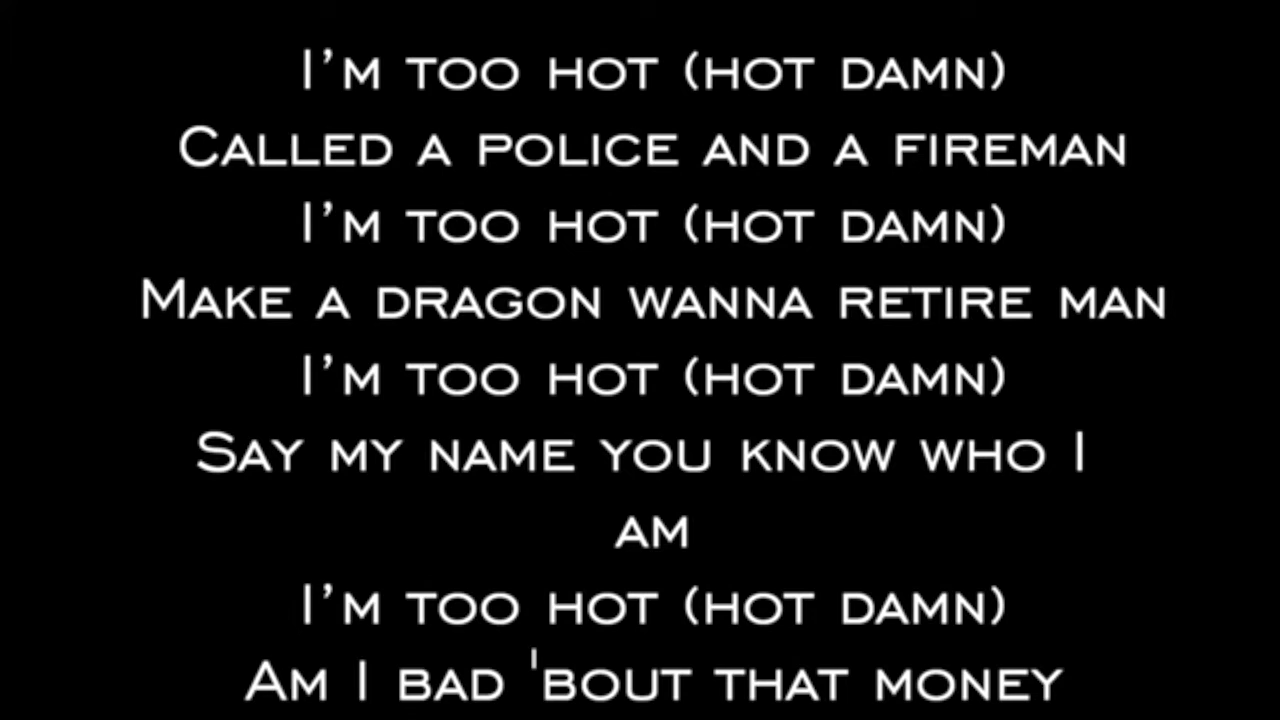 I'm too hot (hot damn)
Called a police and a fireman
I'm too hot (hot damn)
Make a dragon wanna retire man
I'm too hot (hot damn)
Say my name you know who I
am
I'm too hot (hot damn)
Am I bad 'bout that money